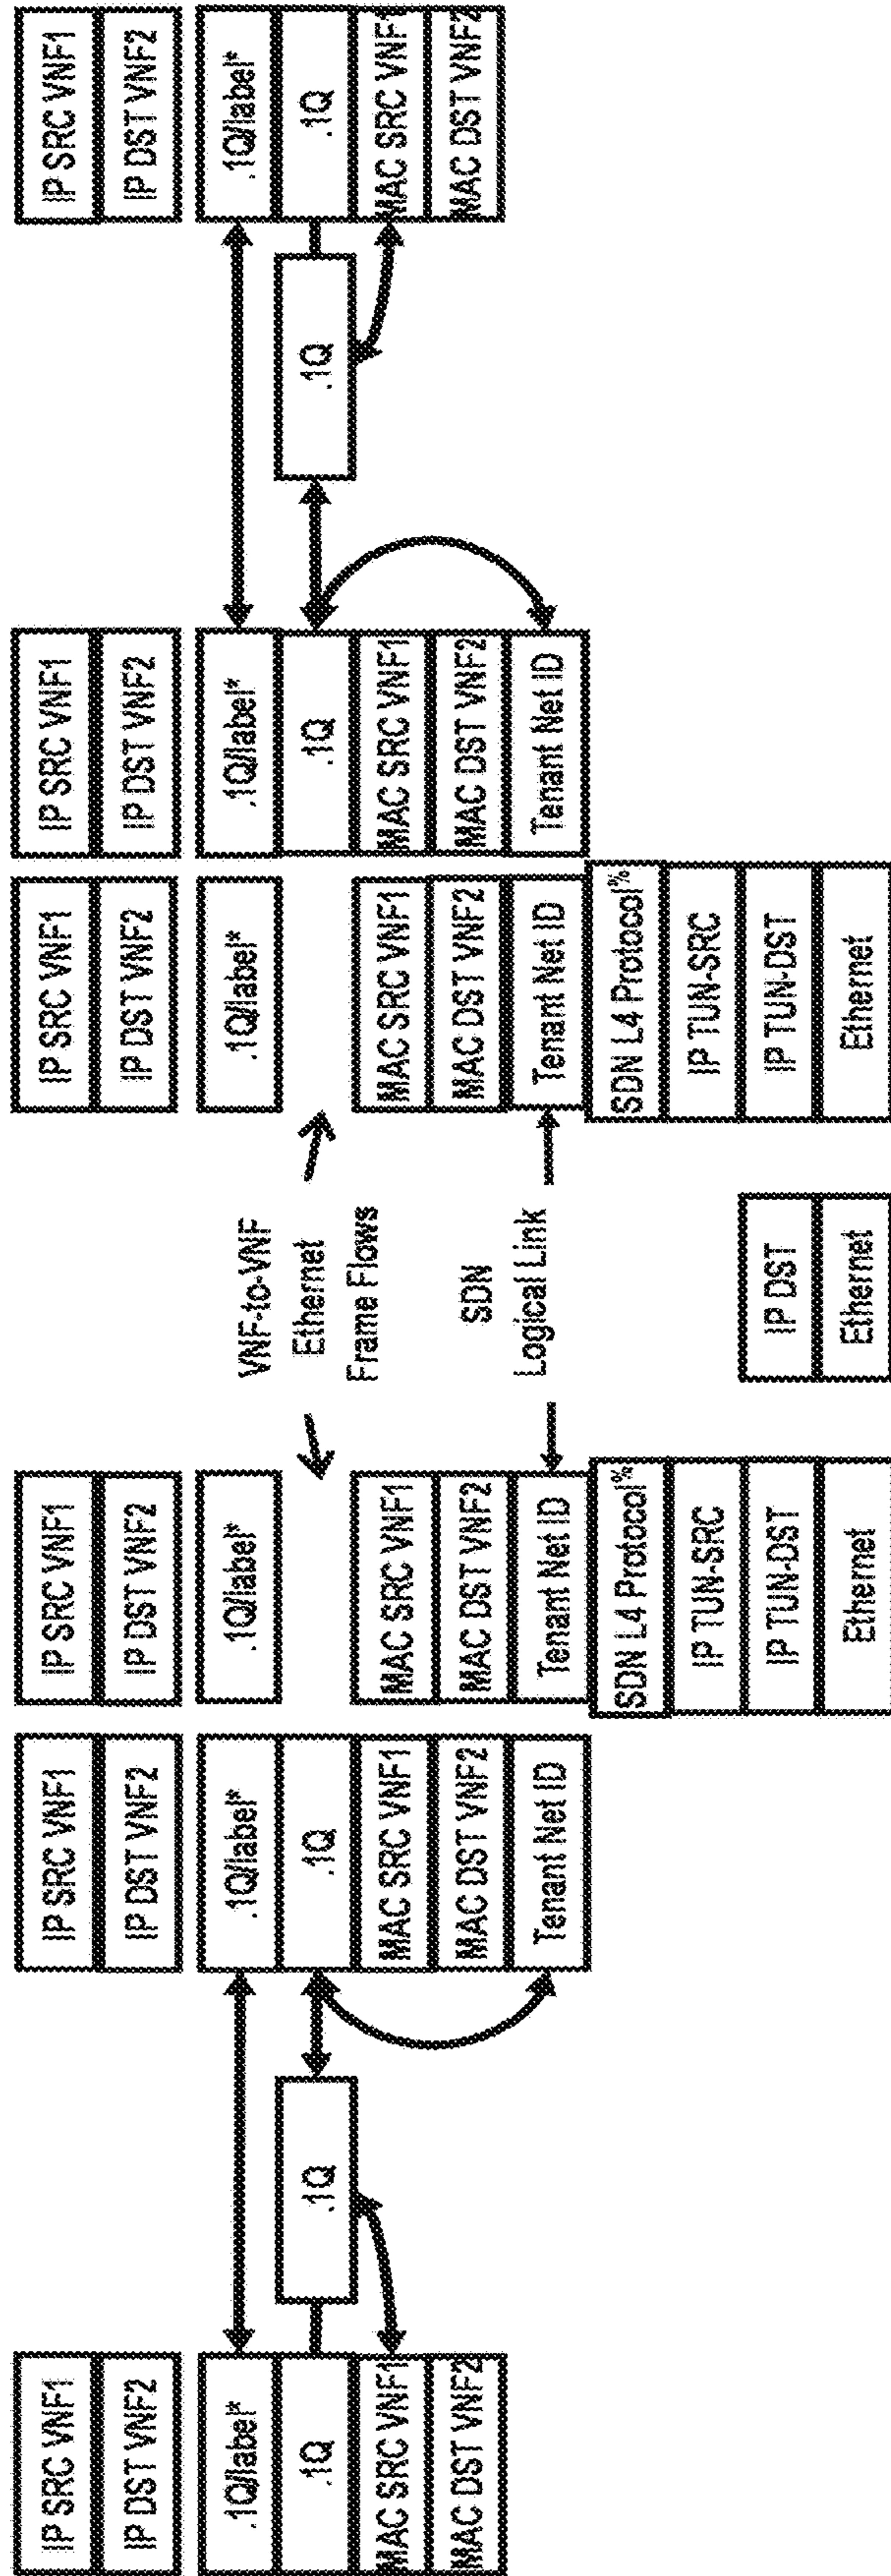 IP SRC VNF1
IP DST VNF2
.1Q/label*
.1Q
MAC SRC VNF1
MAC DST VNF2
.1Q
IP SRC VNF1
IP DST VNF2
.1Q/label*
.1Q
MAC SRC VNF1
MAC DST VNF2
Tenant Net ID
IP SRC VNF1
IP DST VNF2
.1Q/label*
MAC SRC VNF1
MAC DST VNF2
Tenant Net ID
SDN L4 Protocol%
IP TUN-SRC
IP TUN-DST
Ethernet
VNF-to-VNF
Ethernet
Frame Flows
SDN
Logical Link
IP DST
Ethernet
IP SRC VNF1
IP DST VNF2
.1Q/label*
MAC SRC VNF1
MAC DST VNF2
Tenant Net ID
SDN L4 Protocol%
IP TUN-SRC
IP TUN-DST
Ethernet
IP SRC VNF1
IP DST VNF2
.1Q/label*
.1Q
MAC SRC VNF1
MAC DST VNF2
Tenant Net ID
.1Q
IP SRC VNF1
IP DST VNF2
.1Q/label*
.1Q
MAC SRC VNF1
MAC DST VNF2